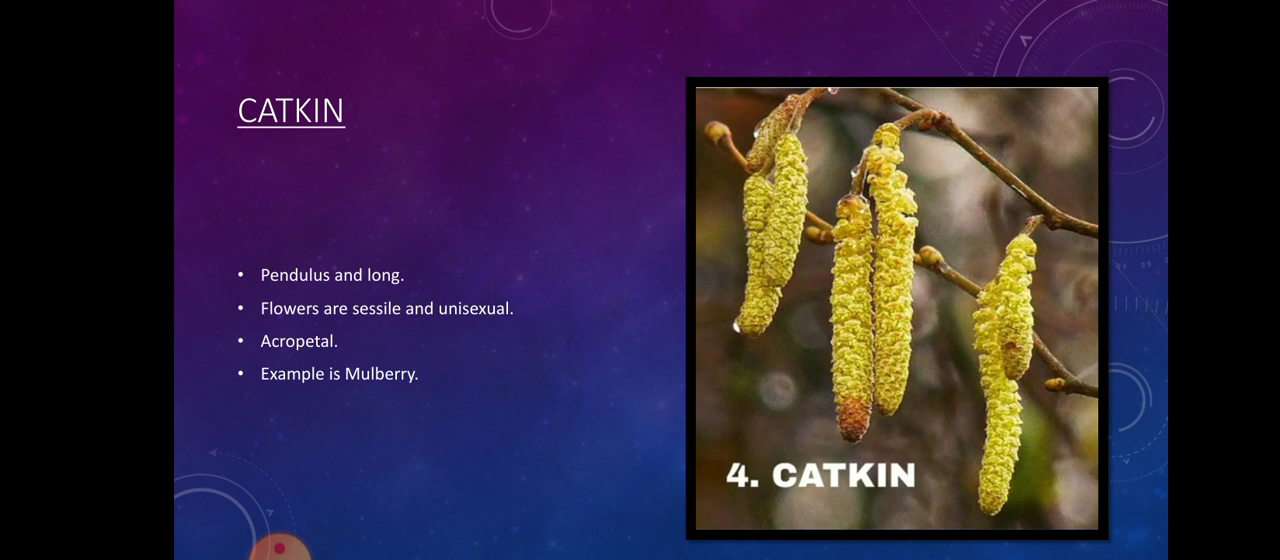 CATKIN
• Pendulus and long.
• Flowers are sessile and unisexual.
• Acropetal.
• Example is Mulberry.
4. CATKIN